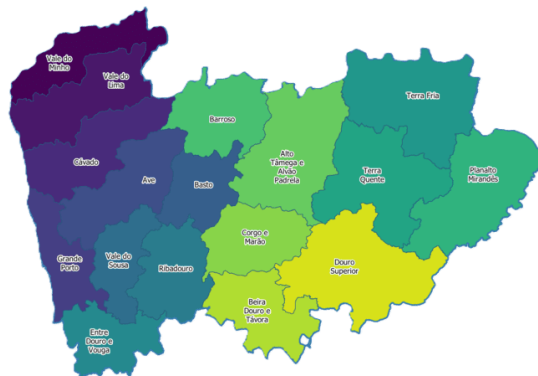 Vale do
Minho
Vale do
Lima
Cávado
Ave
Barroso
Basto
Alto
Tâmega e
Alvão
Padrela
Terra Fria
Terra
Quente
Planalto
Mirandês
Grande
Porto
Vale do
Sousa
Ribadouro
Corgo e
Marão
Douro
Superior
Beira
Douro e
Távora
Entre
Douro e
Vouga